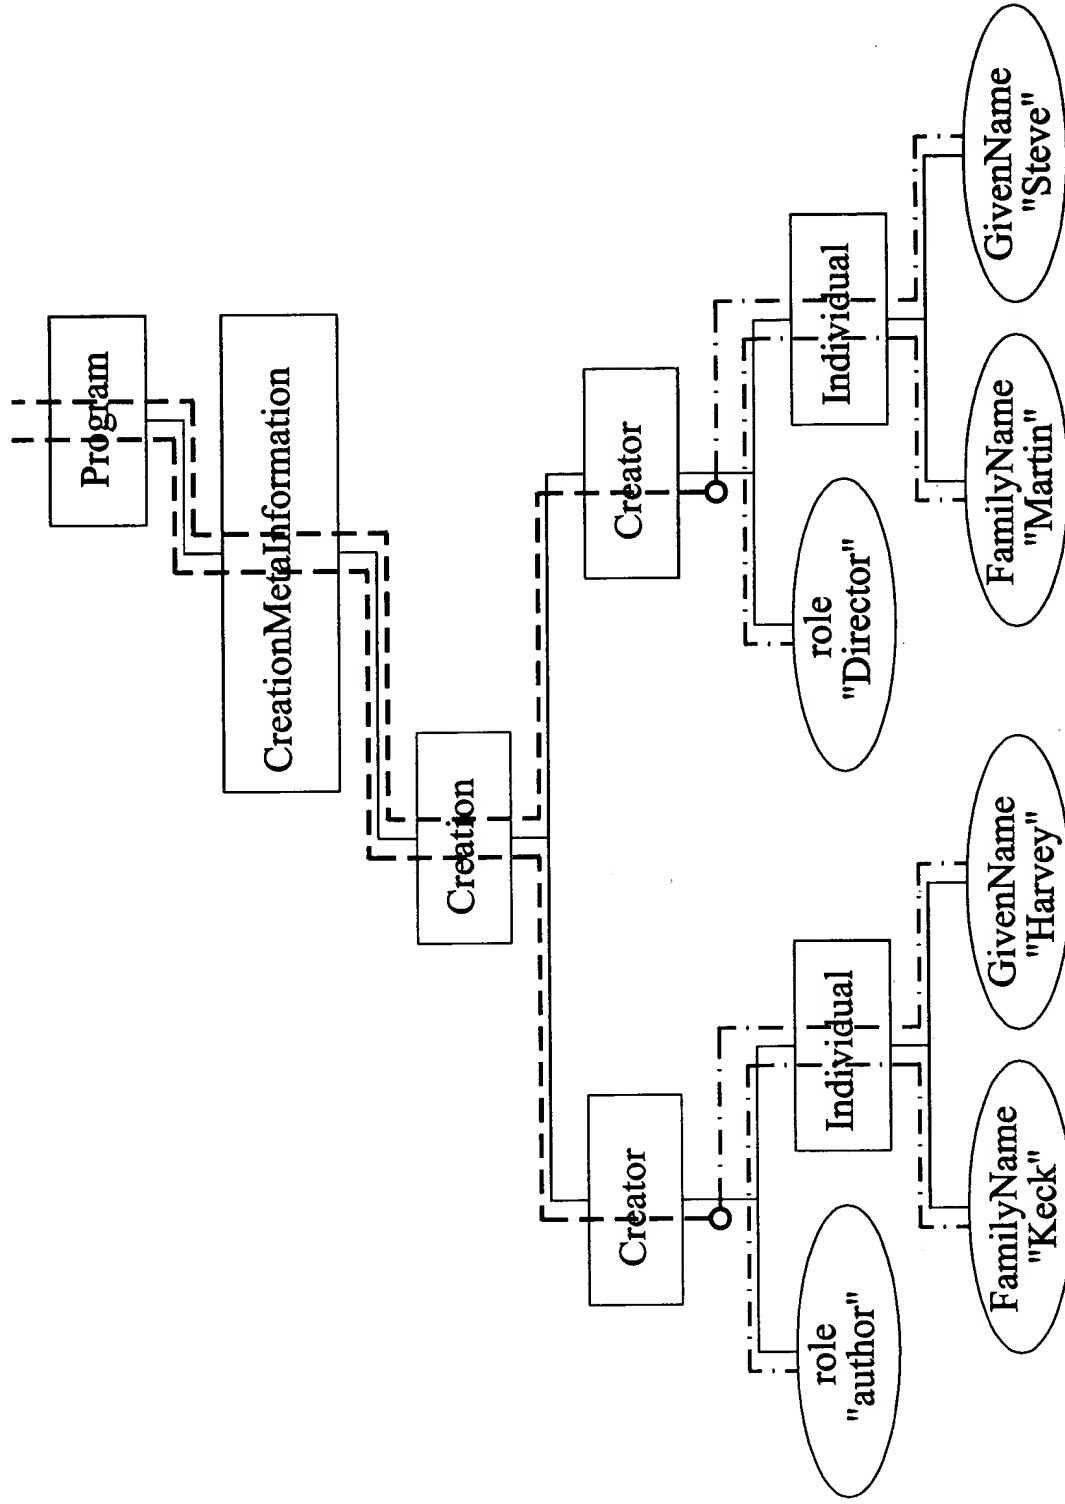 Program
CreationMetaInformation
Creation
Creator
Creator
role
"author"
Individual
role
"Director"
Individual
FamilyName
"Keck"
GivenName
"Harvey"
FamilyName
"Martin"
GivenName
"Steve"